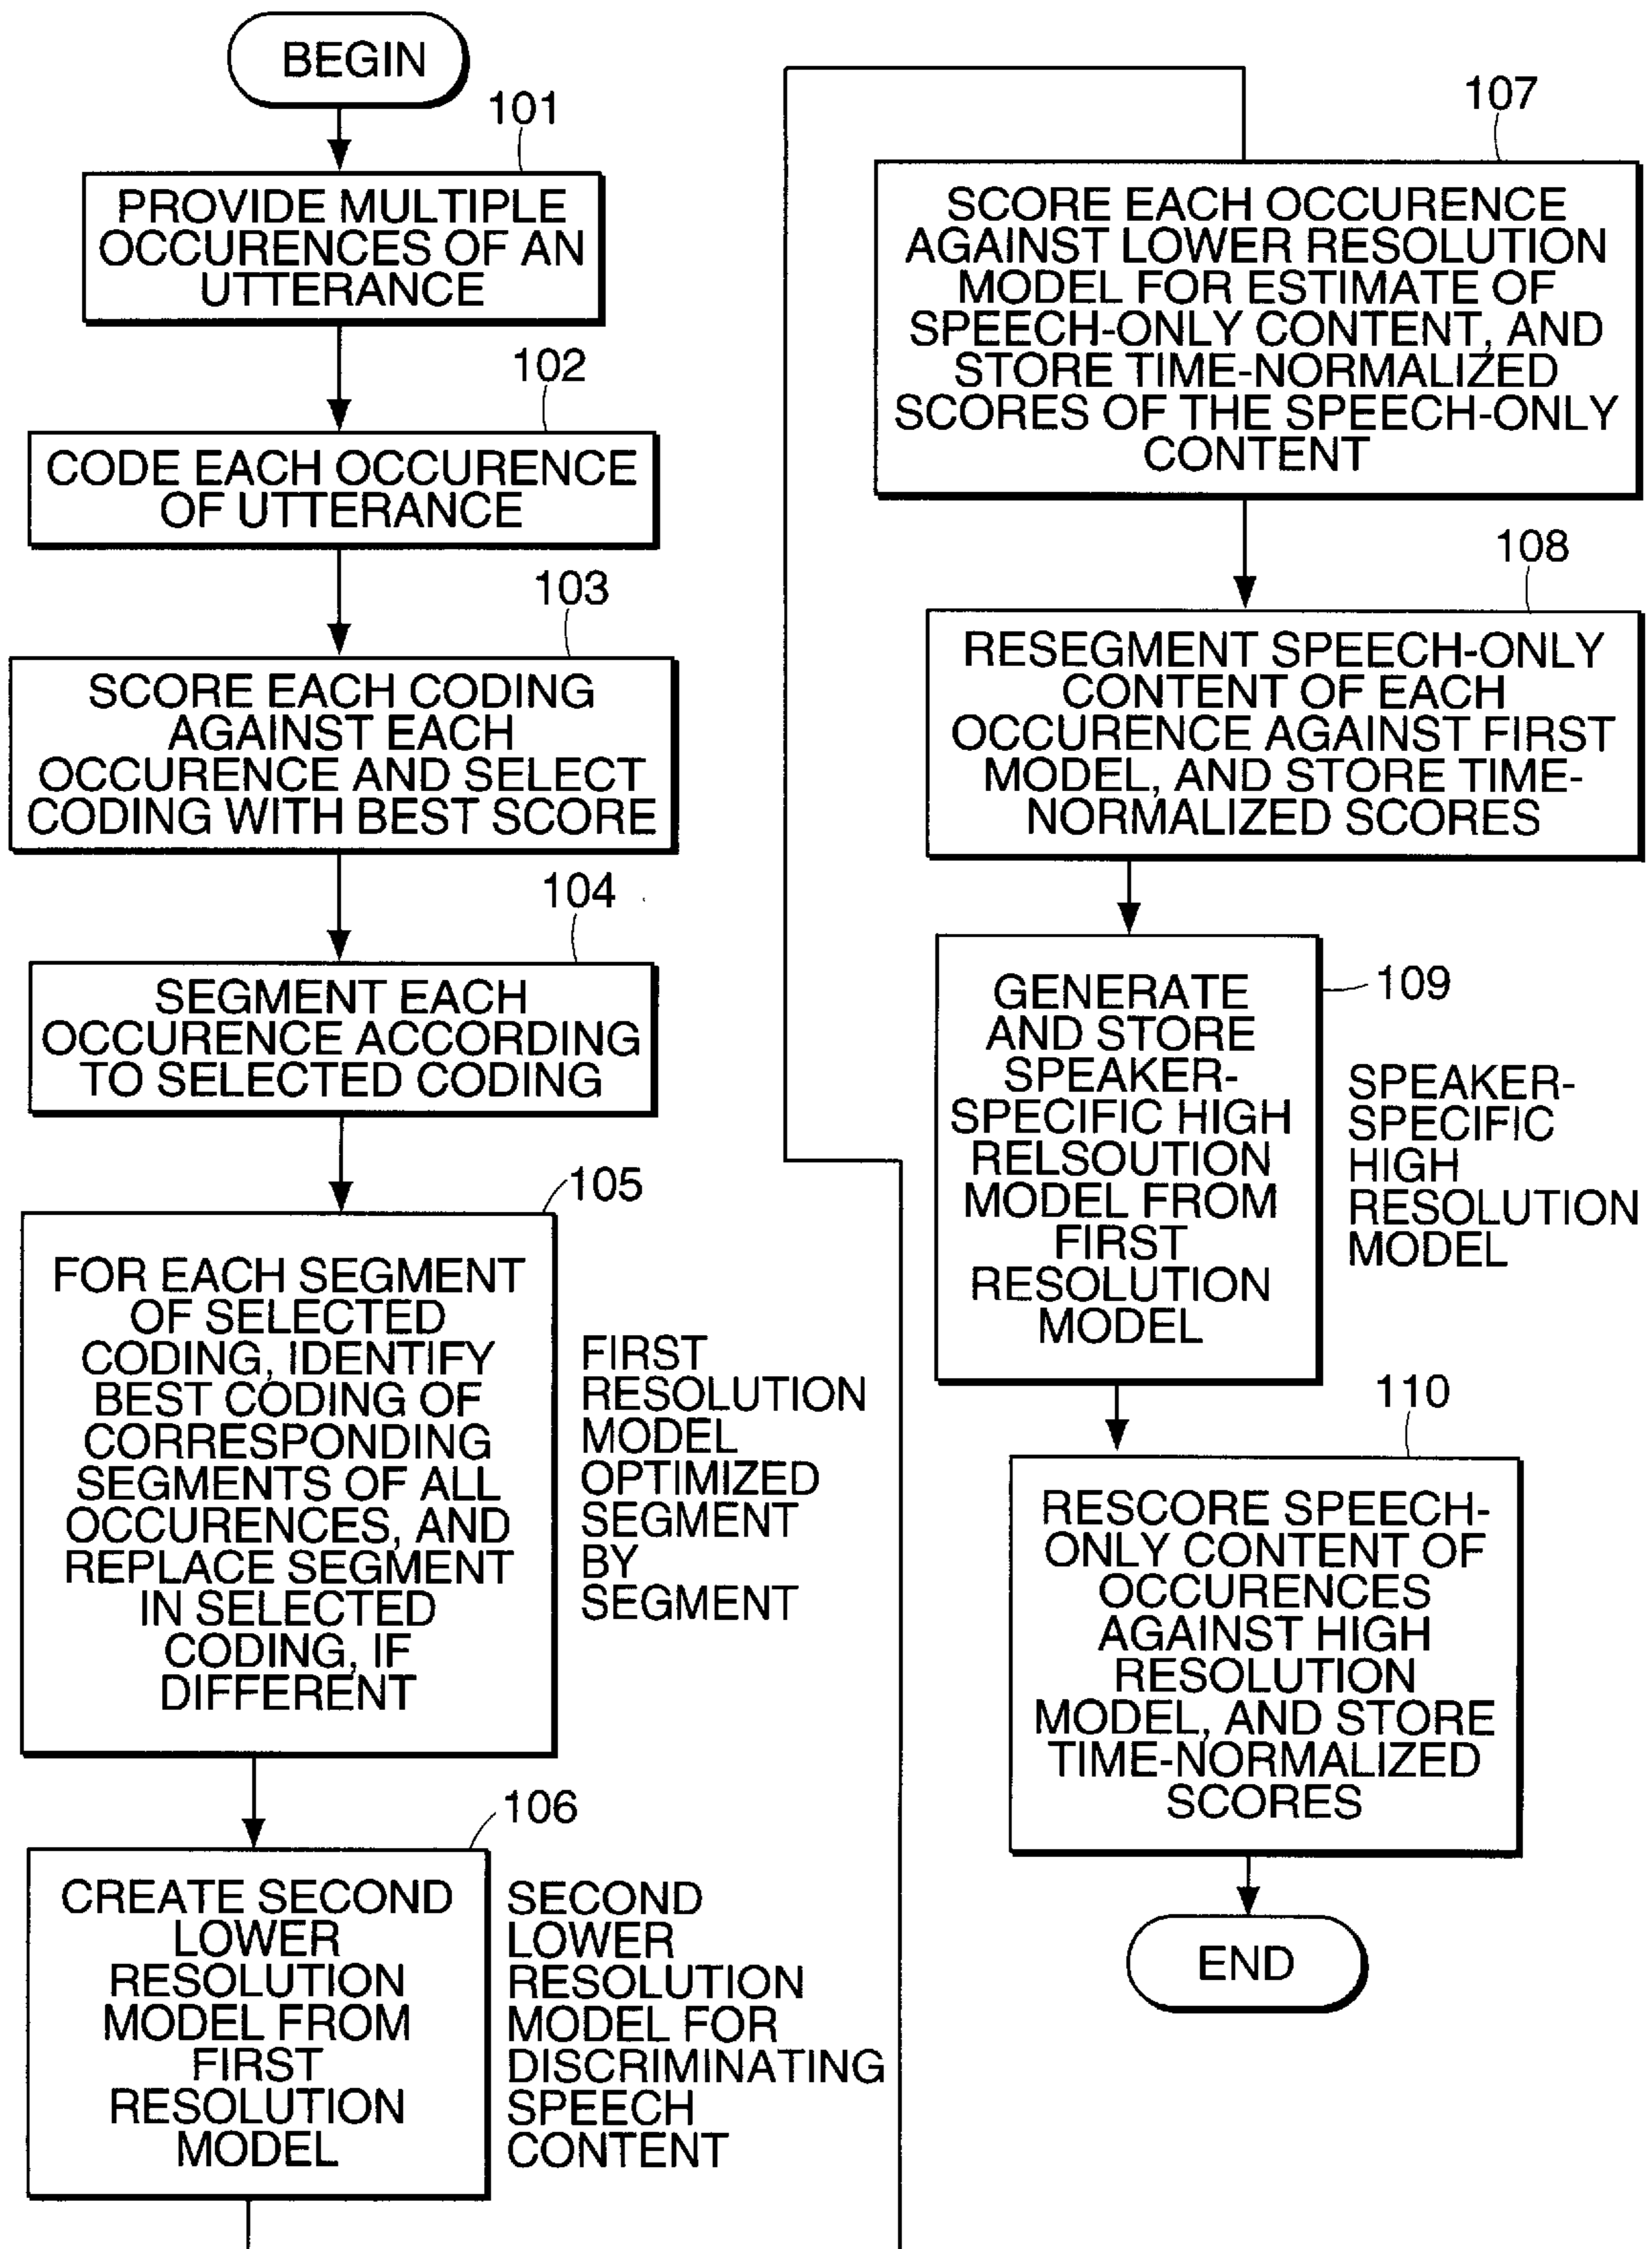 BEGIN
101
PROVIDE MULTIPLE
OCCURENCES OF AN
UTTERANCE
102
CODE EACH OCCURENCE
OF UTTERANCE
103
SCORE EACH CODING
AGAINST EACH
OCCURENCE AND SELECT
CODING WITH BEST SCORE
104
SEGMENT EACH
OCCURENCE ACCORDING
TO SELECTED CODING
105
FOR EACH SEGMENT
OF SELECTED
CODING, IDENTIFY
BEST CODING OF
CORRESPONDING
SEGMENTS OF ALL
OCCURENCES, AND
REPLACE SEGMENT
IN SELECTED
CODING, IF
DIFFERENT
FIRST
RESOLUTION
MODEL
OPTIMIZED
SEGMENT
BY
SEGMENT
106
CREATE SECOND
LOWER
RESOLUTION
MODEL FROM
FIRST
RESOLUTION
MODEL
SECOND
LOWER
RESOLUTION
MODEL FOR
DISCRIMINATING
SPEECH
CONTENT
107
SCORE EACH OCCURENCE
AGAINST LOWER RESOLUTION
MODEL FOR ESTIMATE OF
SPEECH-ONLY CONTENT, AND
STORE TIME-NORMALIZED
SCORES OF THE SPEECH-ONLY
CONTENT
108
RESEGMENT SPEECH-ONLY
CONTENT OF EACH
OCCURENCE AGAINST FIRST
MODEL, AND STORE TIME-
NORMALIZED SCORES
109
GENERATE
AND STORE
SPEAKER-
SPECIFIC HIGH
RELSOUTION
MODEL FROM
FIRST
RESOLUTION
MODEL
SPEAKER-
SPECIFIC
HIGH
RESOLUTION
MODEL
110
RESCORE SPEECH-
ONLY CONTENT OF
OCCURENCES
AGAINST HIGH
RESOLUTION
MODEL, AND STORE
TIME-NORMALIZED
SCORES
END